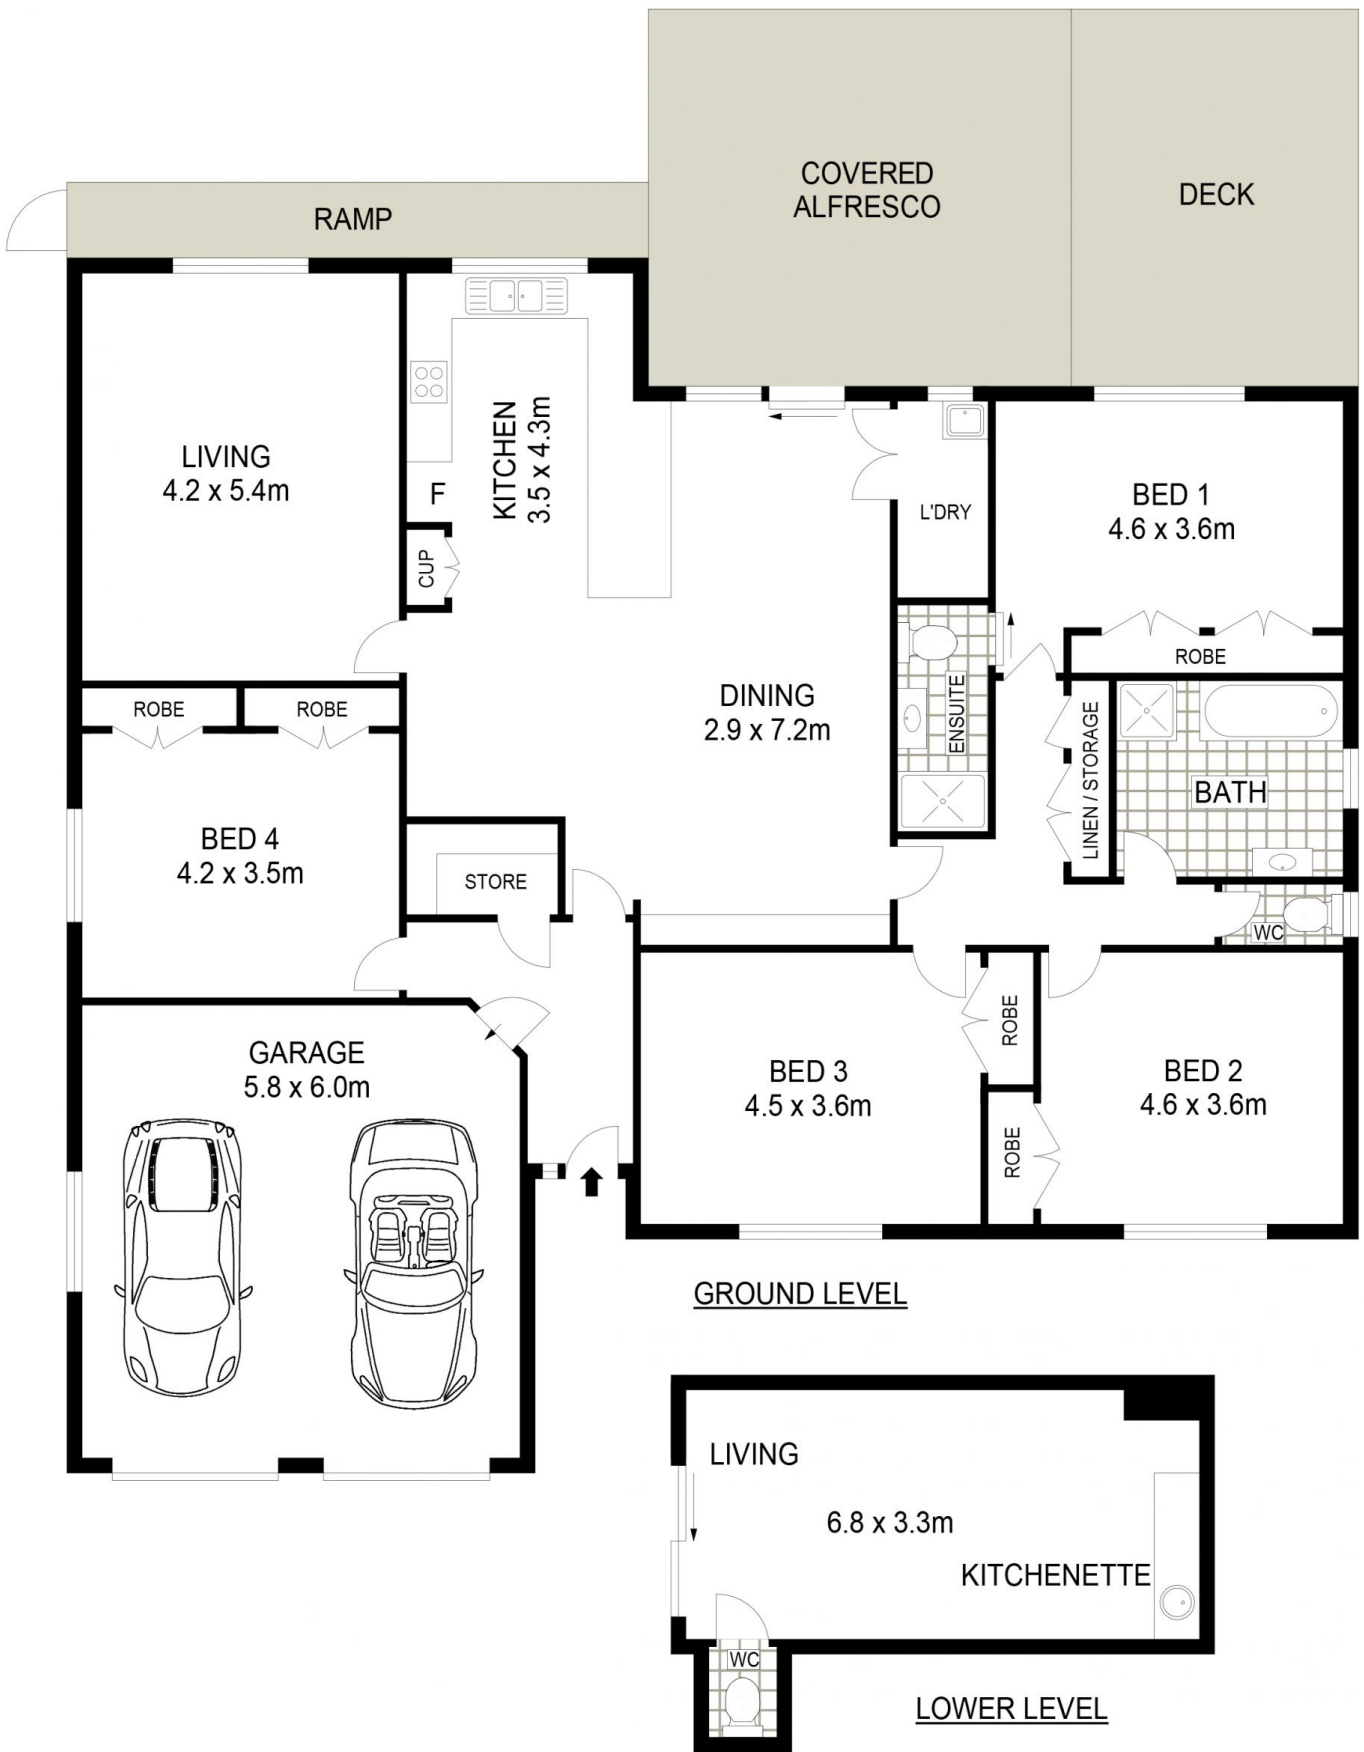 COVERED
ALFRESCO
DECK
RAMP
LIVING
4.2 x 5.4m
KITCHEN
3.5 x 4.3m
F
CUP
L'DRY
BED 1
4.6 x 3.6m
ROBE
ROBE
ROBE
DINING
2.9 x 7.2m
ENSUITE
LINEN / STORAGE
BATH
BED 4
4.2 x 3.5m
STORE
WC
GARAGE
5.8 x 6.0m
BED 3
4.5 x 3.6m
ROBE
ROBE
BED 2
4.6 x 3.6m
GROUND LEVEL
LIVING
6.8 x 3.3m
KITCHENETTE
WC
LOWER LEVEL